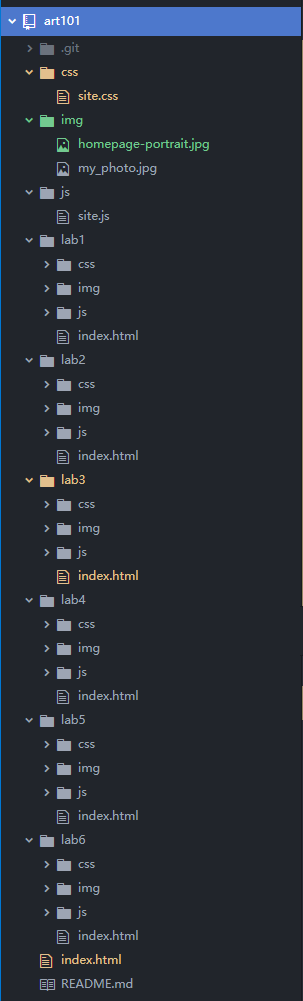 art101
.git
css
site.css
img
homepage-portrait.jpg
my_photo.jpg
js
site.js
lab1
css
img
js
index.html
lab2
css
img
js
index.html
lab3
css
img
js
index.html
lab4
css
img
js
index.html
lab5
css
img
js
index.html
lab6
css
img
js
index.html
index.html
README.md